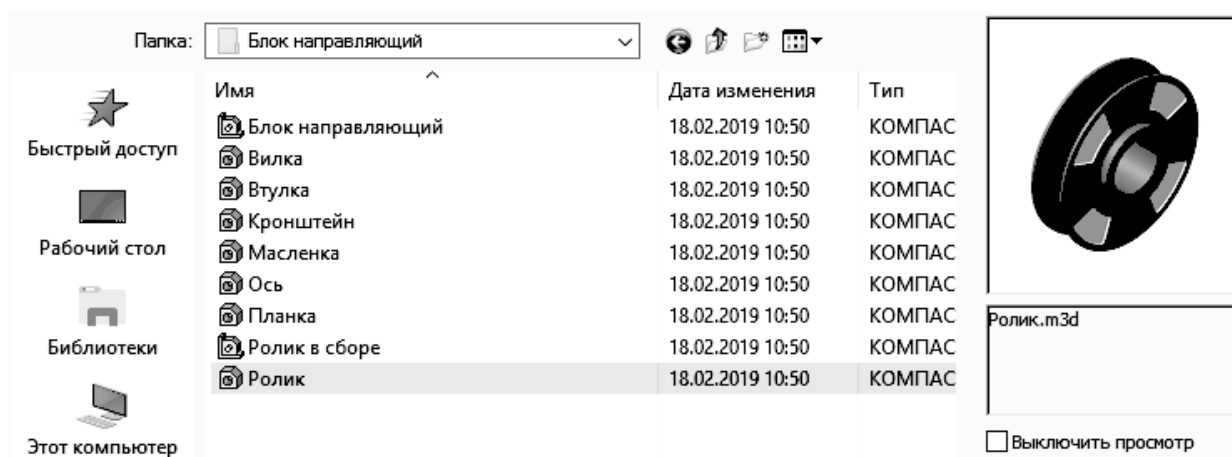 Папка: Блок направляющий
Имя Дата изменения Тип
Блок направляющий 18.02.2019 10:50 КОМПАС
Вилка 18.02.2019 10:50 КОМПАС
Втулка 18.02.2019 10:50 КОМПАС
Кронштейн 18.02.2019 10:50 КОМПАС
Масленка 18.02.2019 10:50 КОМПАС
Ось 18.02.2019 10:50 КОМПАС
Планка 18.02.2019 10:50 КОМПАС
Ролик в сборе 18.02.2019 10:50 КОМПАС
Ролик 18.02.2019 10:50 КОМПАС
Быстрый доступ
Рабочий стол
Библиотеки
Этот компьютер
Ролик.m3d
Выключить просмотр